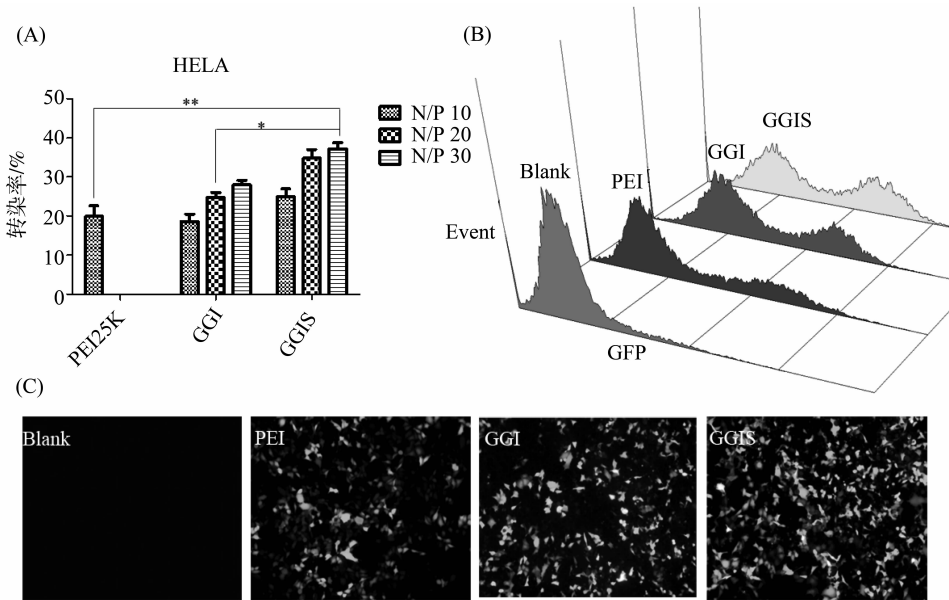 (A)
HELA
50
40
30
20
10
0
转染率/%
**
*
N/P 10
N/P 20
N/P 30
PEI25K
GGI
GGIS
(B)
Blank
PEI
GGI
GGIS
Event
GFP
(C)
Blank
PEI
GGI
GGIS